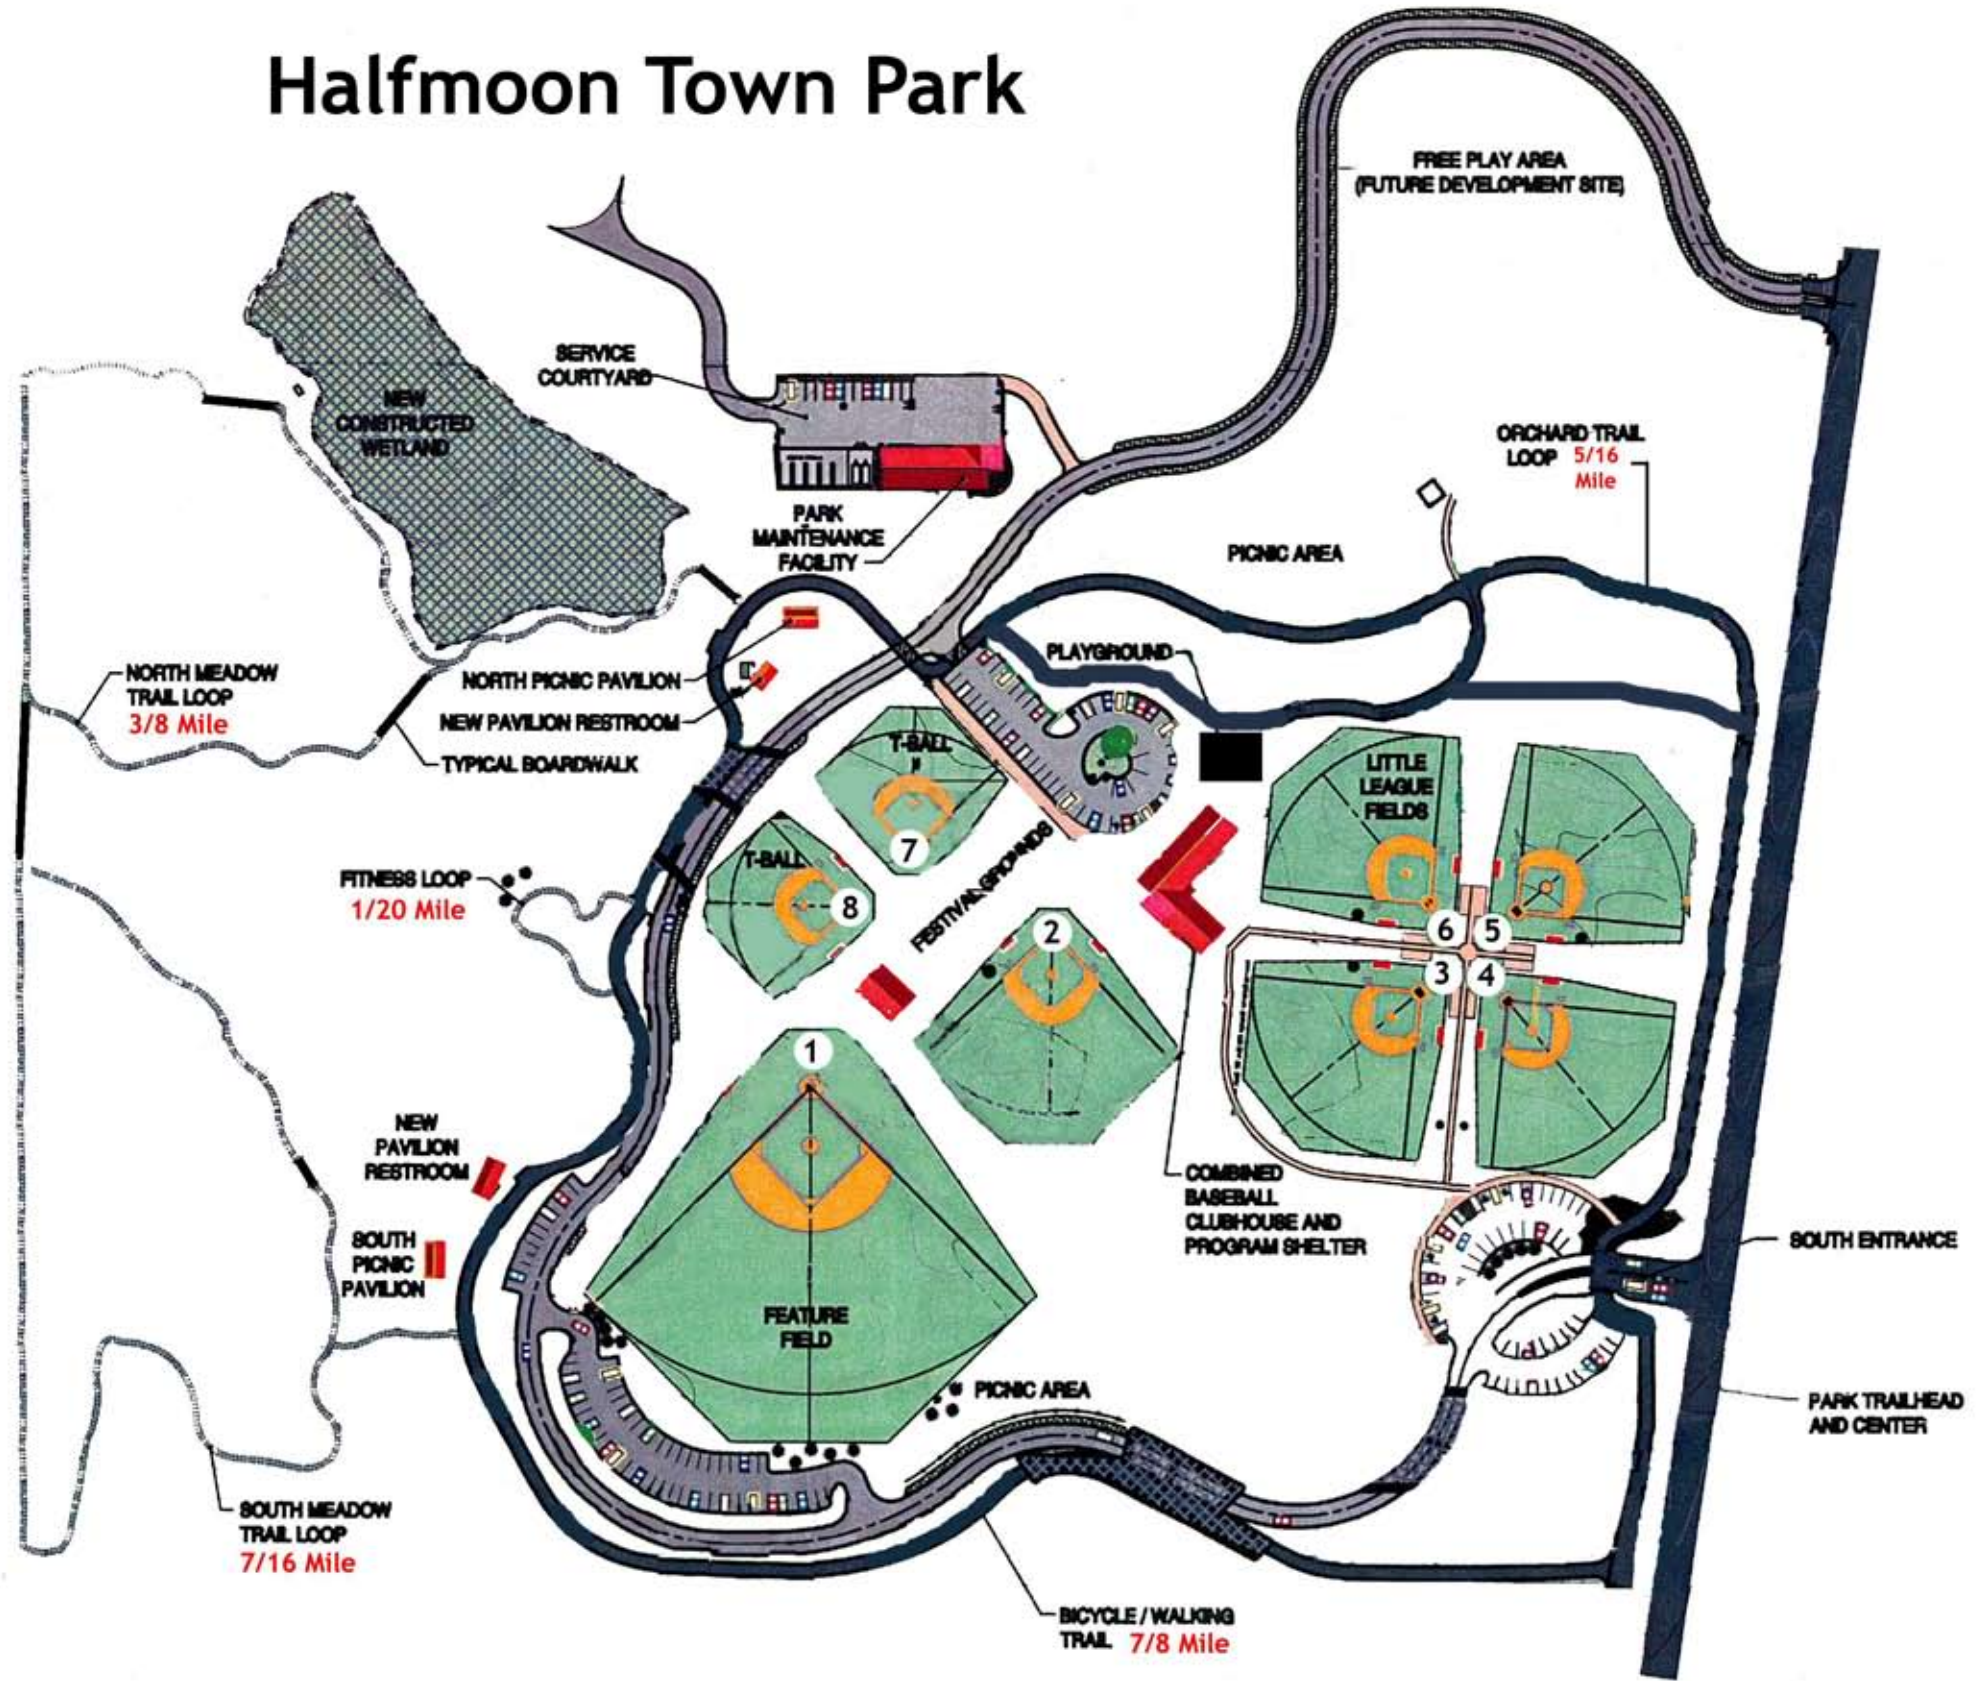 Halfmoon Town Park
FREE PLAY AREA
(FUTURE DEVELOPMENT SITE)
SERVICE
COURTYARD
NEW
CONSTRUCTED
WETLAND
ORCHARD TRAIL
LOOP 5/16
Mile
PARK
MAINTENANCE
FACILITY
PICNIC AREA
PLAYGROUND
NORTH MEADOW
TRAIL LOOP
3/8 Mile
NORTH PICNIC PAVILION
NEW PAVILION RESTROOM
TYPICAL BOARDWALK
T-BALL
7
LITTLE
LEAGUE
FIELDS
T-BALL
8
FESTIVAL GROUNDS
FITNESS LOOP
1/20 Mile
2
6
5
3
4
1
NEW
PAVILION
RESTROOM
COMBINED
BASEBALL
CLUBHOUSE AND
PROGRAM SHELTER
SOUTH
PICNIC
PAVILION
SOUTH ENTRANCE
FEATURE
FIELD
PICNIC AREA
PARK TRAILHEAD
AND CENTER
SOUTH MEADOW
TRAIL LOOP
7/16 Mile
BICYCLE / WALKING
TRAIL 7/8 Mile